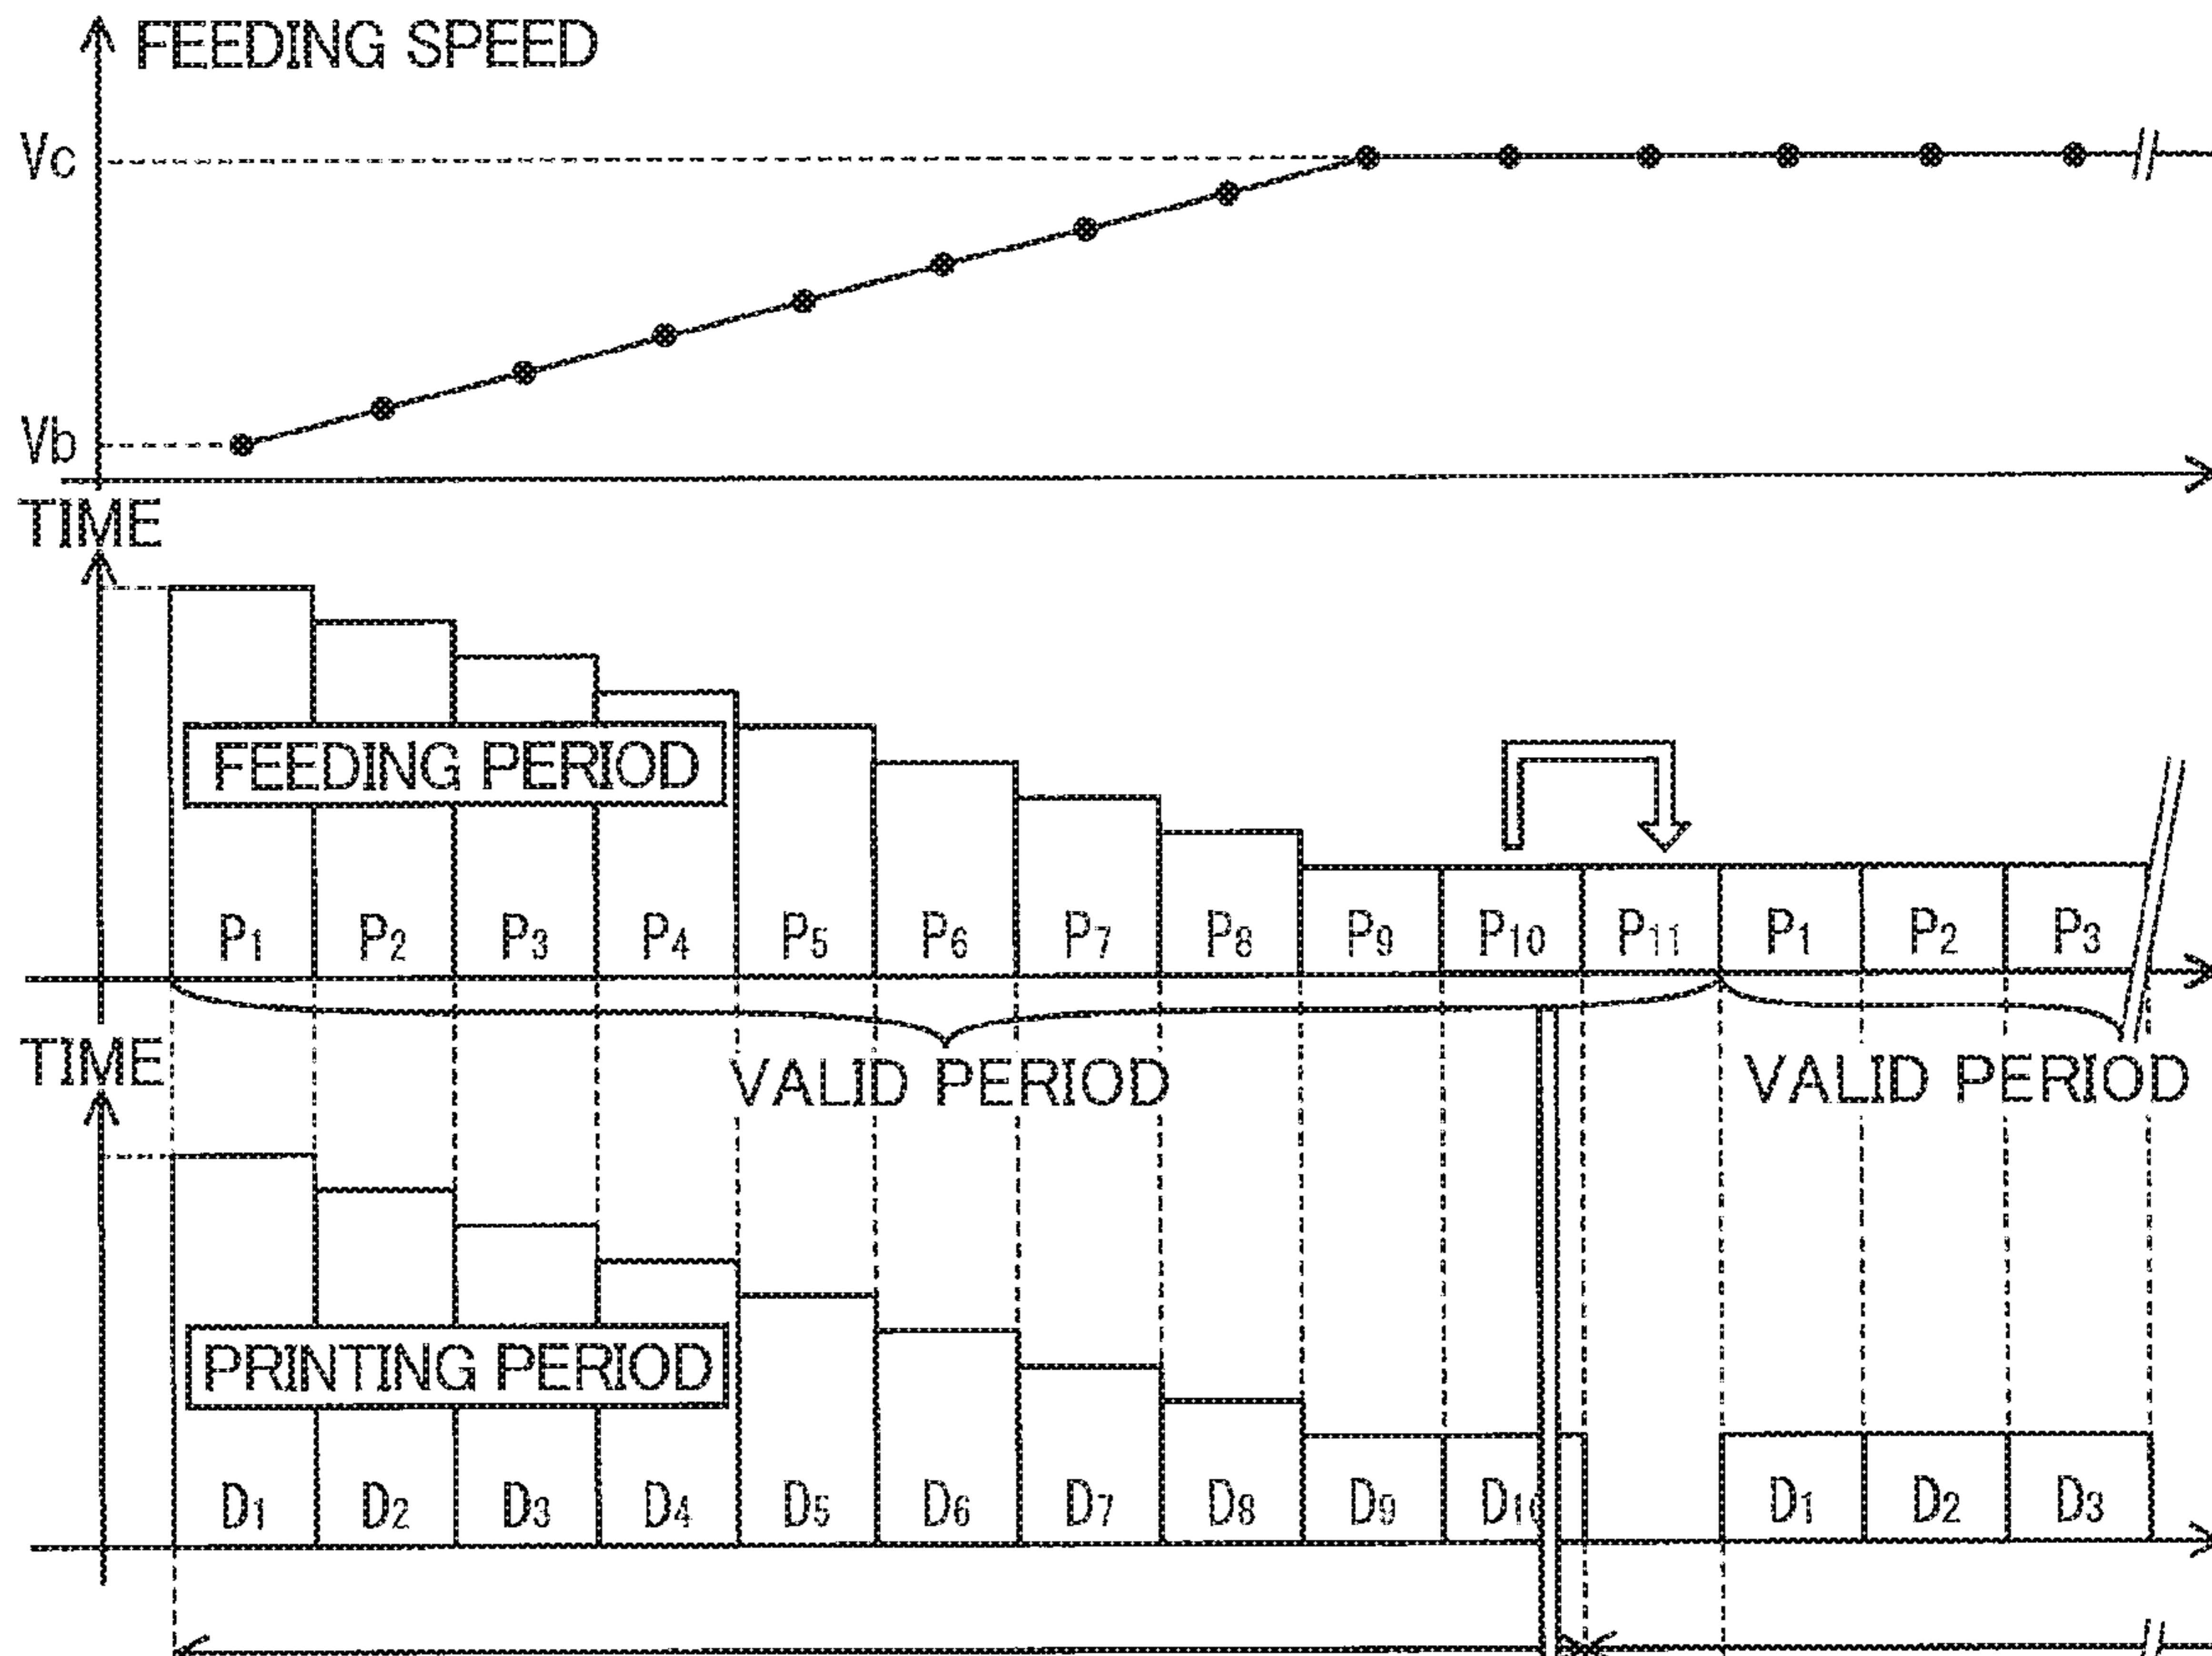 FEEDING SPEED
Vc
Vb
TIME
FEEDING PERIOD
P1 P2 P3 P4 P5 P6 P7 P8 P9 P10 P11 P1 P2 P3
TIME
VALID PERIOD VALID PERIOD
PRINTING PERIOD
D1 D2 D3 D4 D5 D6 D7 D8 D9 D10 D1 D2 D3